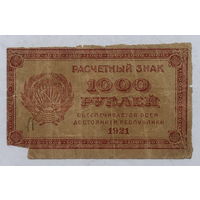 РАСЧЕТНЫЙ ЗНАК
1000
РУБЛЕЙ
ОБЕСПЕЧИВАЕТСЯ ВСЕМ
ДОСТОЯНИЕМ РЕСПУБЛИКИ
1921